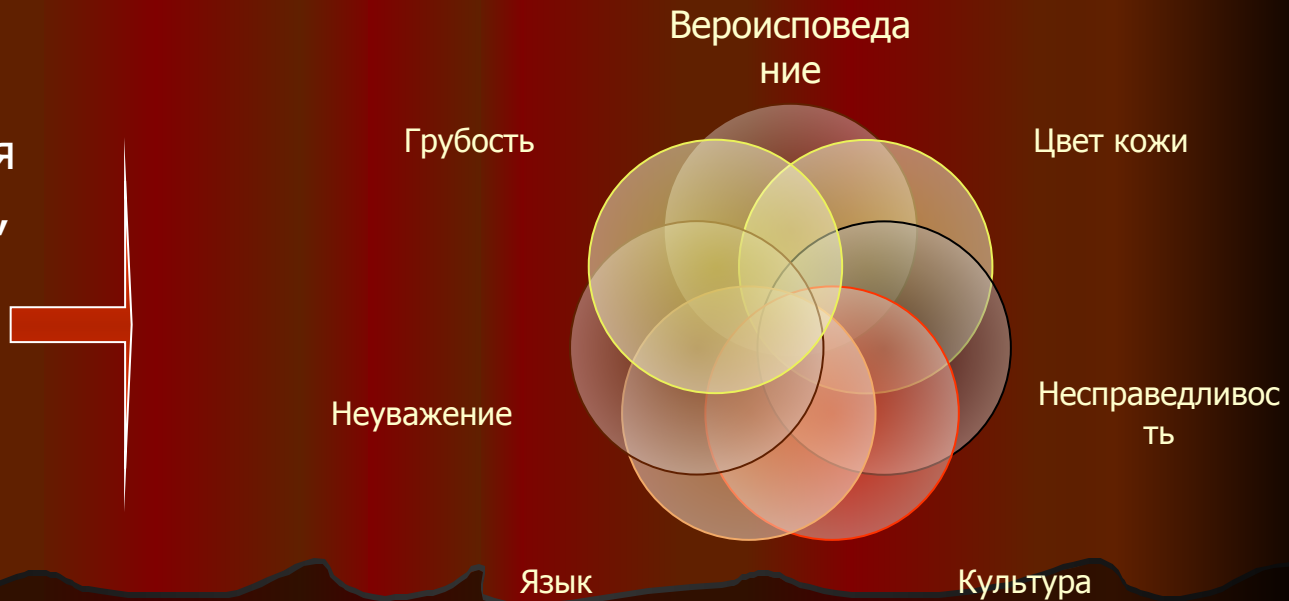 Я
Вероисповеда
ние
Грубость
Цвет кожи
Неуважение
Несправедливос
ть
Язык
Культура